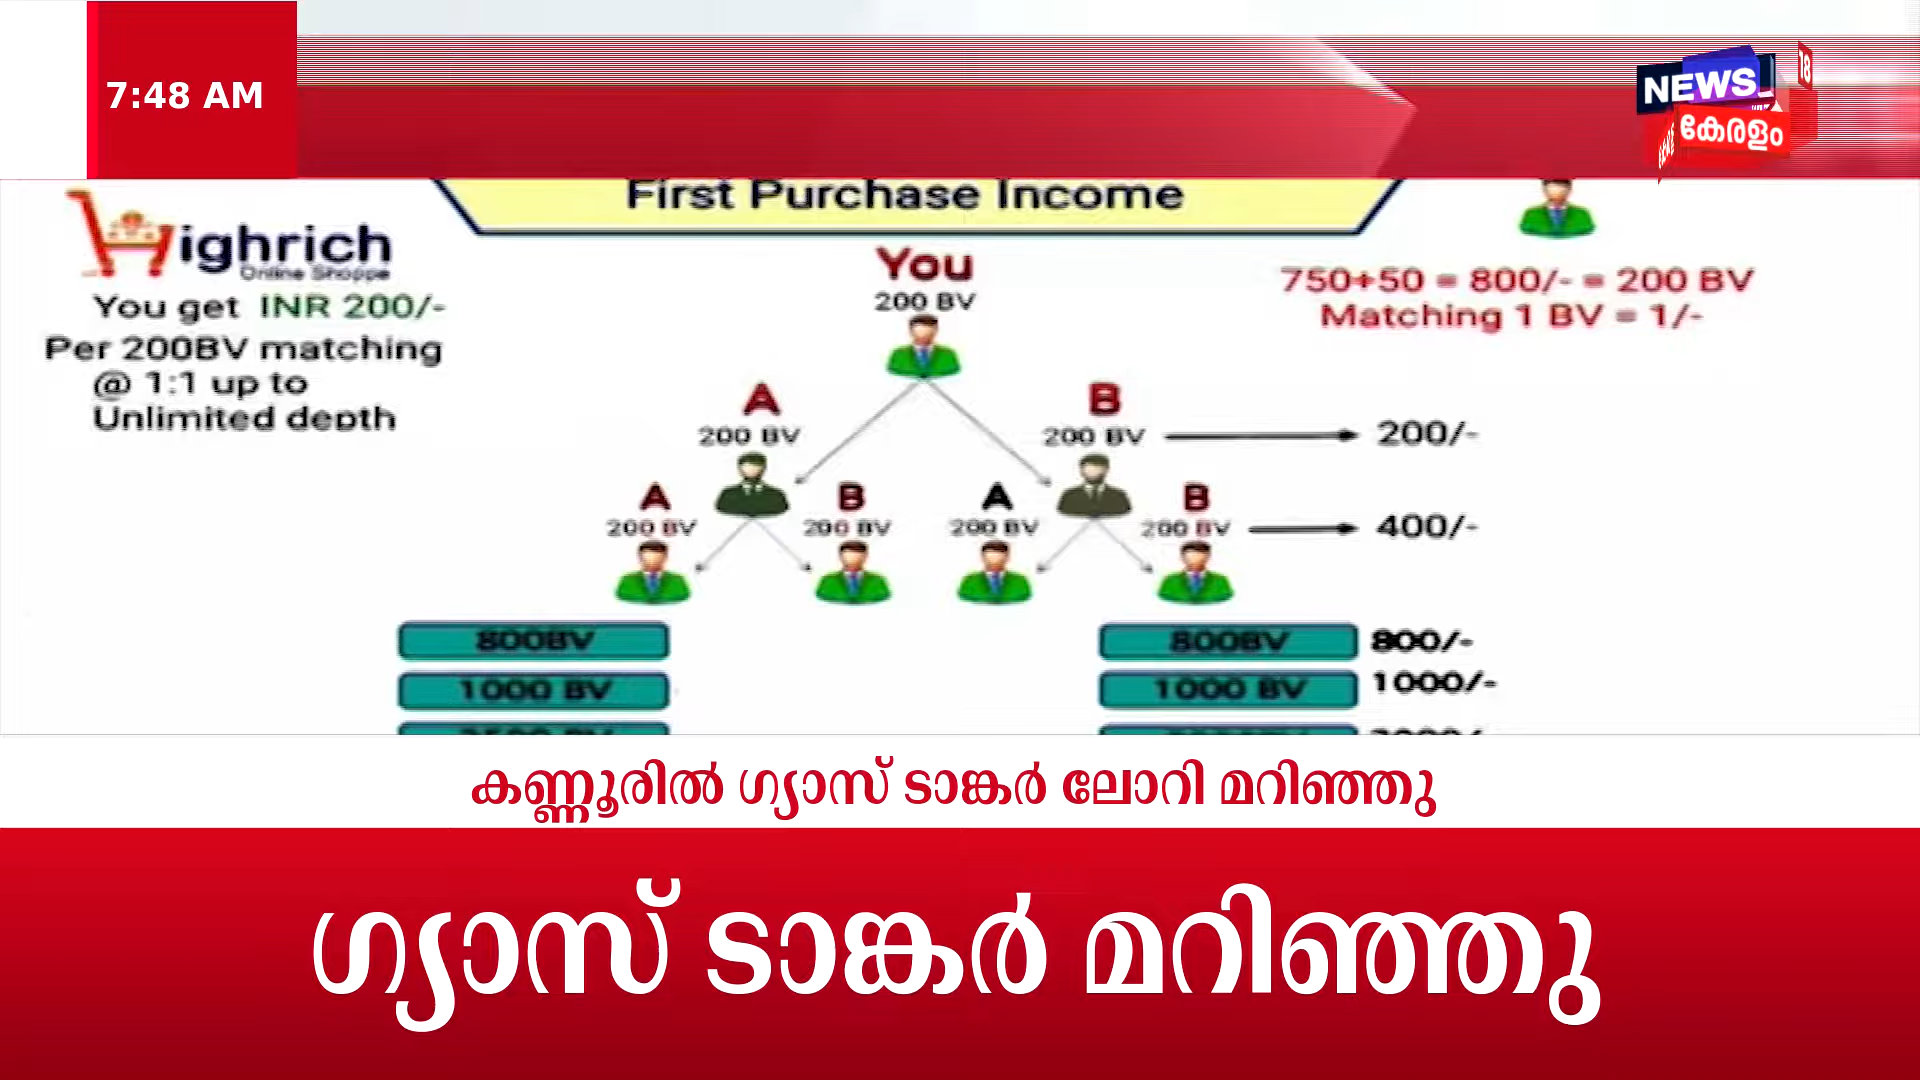 7:48 AM
NEWS 18
കേരളം
First Purchase Income
Highrich
Online Shoppe
You get INR 200/-
Per 200BV matching
@ 1:1 up to
Unlimited depth
You
200 BV
750+50 = 800/- = 200 BV
Matching 1 BV = 1/-
A B
200 BV 200 BV 200/-
A B A B
200 BV 200 BV 200 BV 200 BV 400/-
800BV 800BV 800/-
1000 BV 1000 BV 1000/-
കണ്ണൂരിൽ ഗ്യാസ് ടാങ്കർ ലോറി മറിഞ്ഞു
ഗ്യാസ് ടാങ്കർ മറിഞ്ഞു